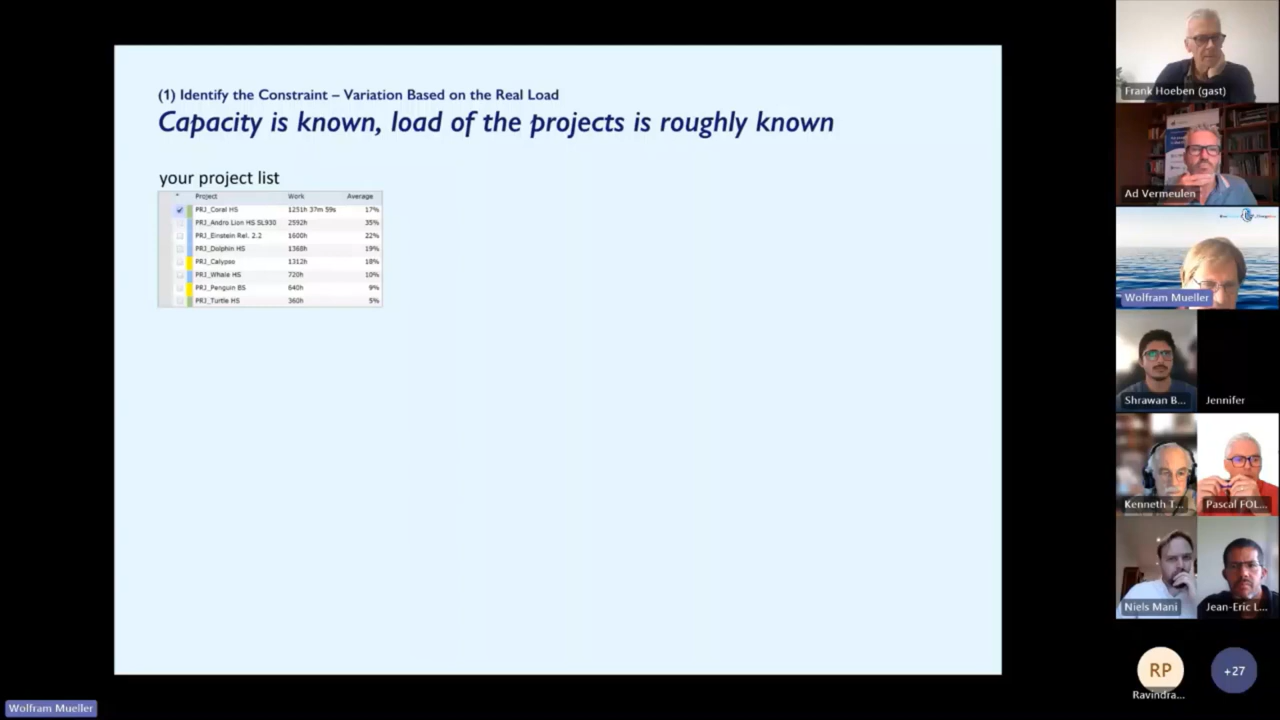 (1) Identify the Constraint – Variation Based on the Real Load
Capacity is known, load of the projects is roughly known
your project list
Project Work Average
PRJ_Coral HS 1251h 37m 59s 17%
PRJ_Andro Lion HS SL930 2592h 35%
PRJ_Einstein Rel. 2.2 1600h 22%
PRJ_Dolphin HS 1368h 19%
PRJ_Calypso 1312h 18%
PRJ_Whale HS 720h 10%
PRJ_Penguin BS 640h 9%
PRJ_Turtle HS 360h 5%
Frank Hoeben (gast)
Ad Vermeulen
Wolfram Mueller
Shrawan B...
Jennifer
Kenneth T...
Pascal FOL...
Niels Mani
Jean-Eric L...
RP
Ravindra...
+27
Wolfram Mueller